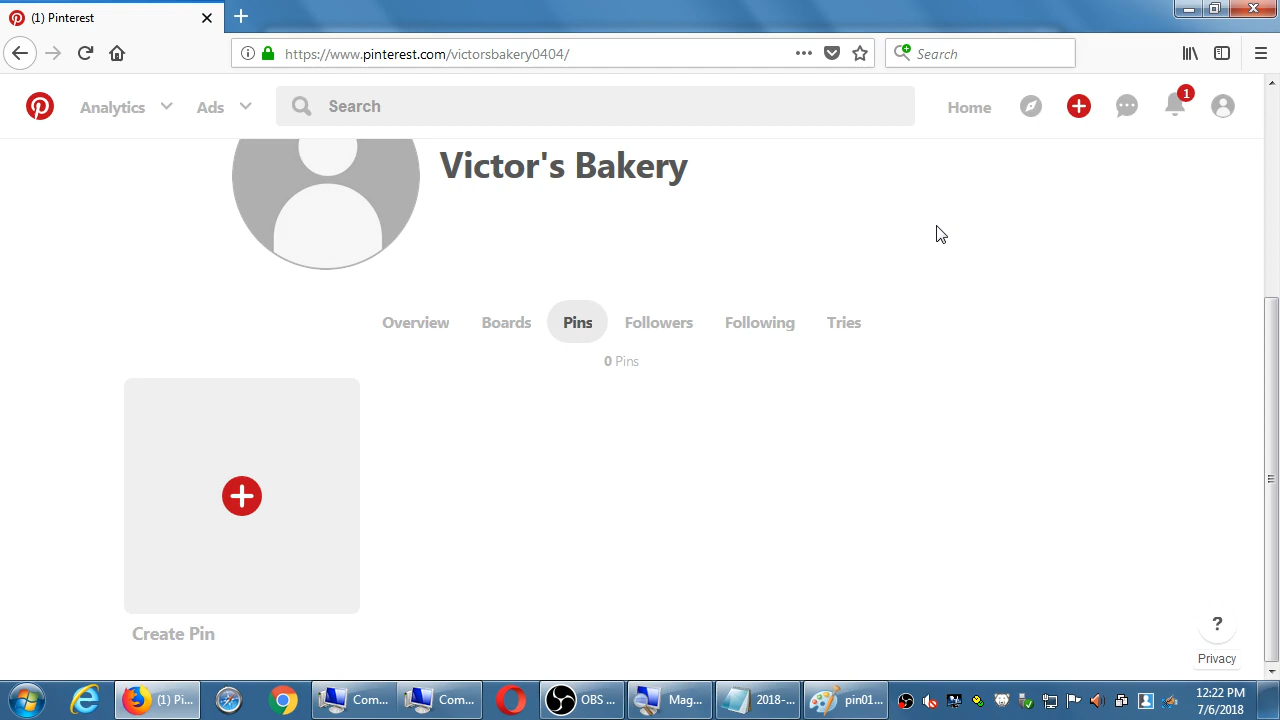 (1) Pinterest
https://www.pinterest.com/victorsbakery0404/
Search
Analytics
Ads
Search
Home
1
Victor's Bakery
Overview
Boards
Pins
Followers
Following
Tries
0 Pins
Create Pin
?
Privacy
(1) Pi...
Com...
Com...
OBS ...
Mag...
2018-...
pin01...
12:22 PM
7/6/2018